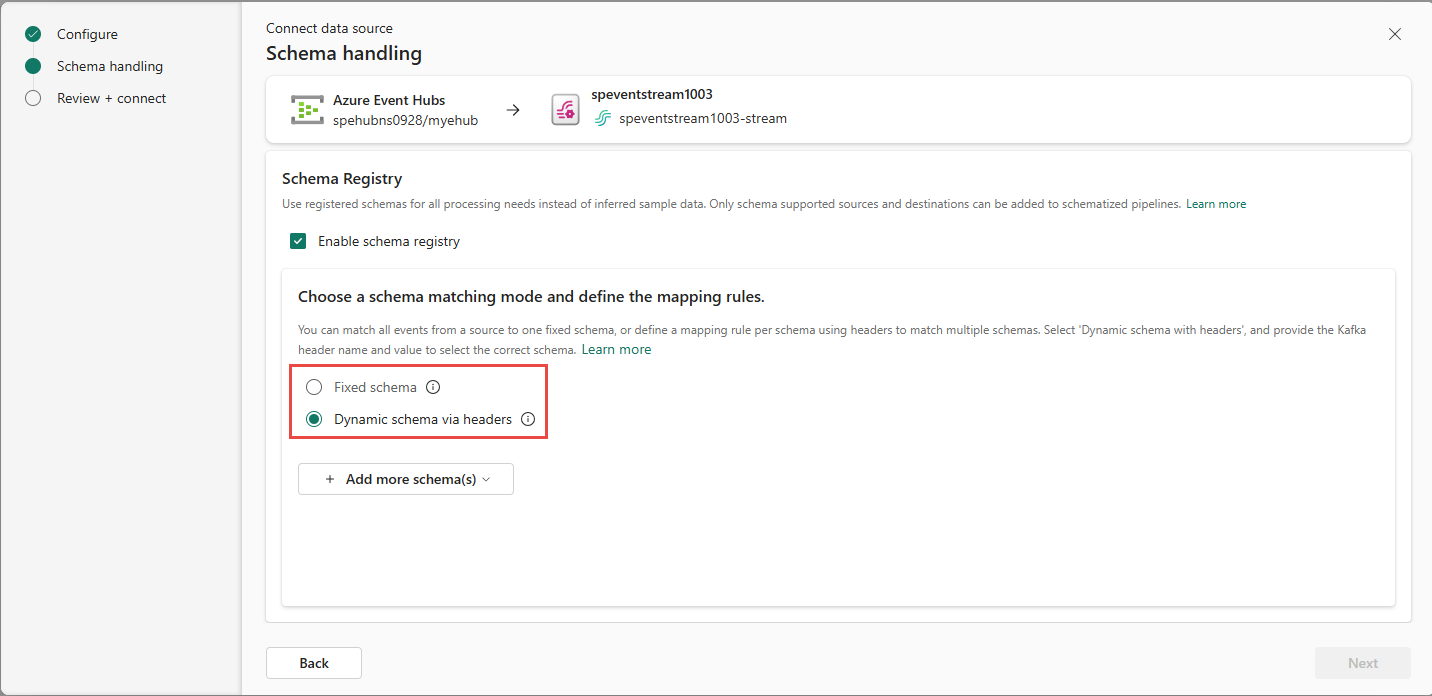 Configure
Schema handling
Review + connect
Connect data source
Schema handling
Azure Event Hubs
spehubns0928/myehub
speventstream1003
speventstream1003-stream
Schema Registry
Use registered schemas for all processing needs instead of inferred sample data. Only schema supported sources and destinations can be added to schematized pipelines. Learn more
Enable schema registry
Choose a schema matching mode and define the mapping rules.
You can match all events from a source to one fixed schema, or define a mapping rule per schema using headers to match multiple schemas. Select 'Dynamic schema with headers', and provide the Kafka
header name and value to select the correct schema. Learn more
Fixed schema
Dynamic schema via headers
+ Add more schema(s)
Back
Next